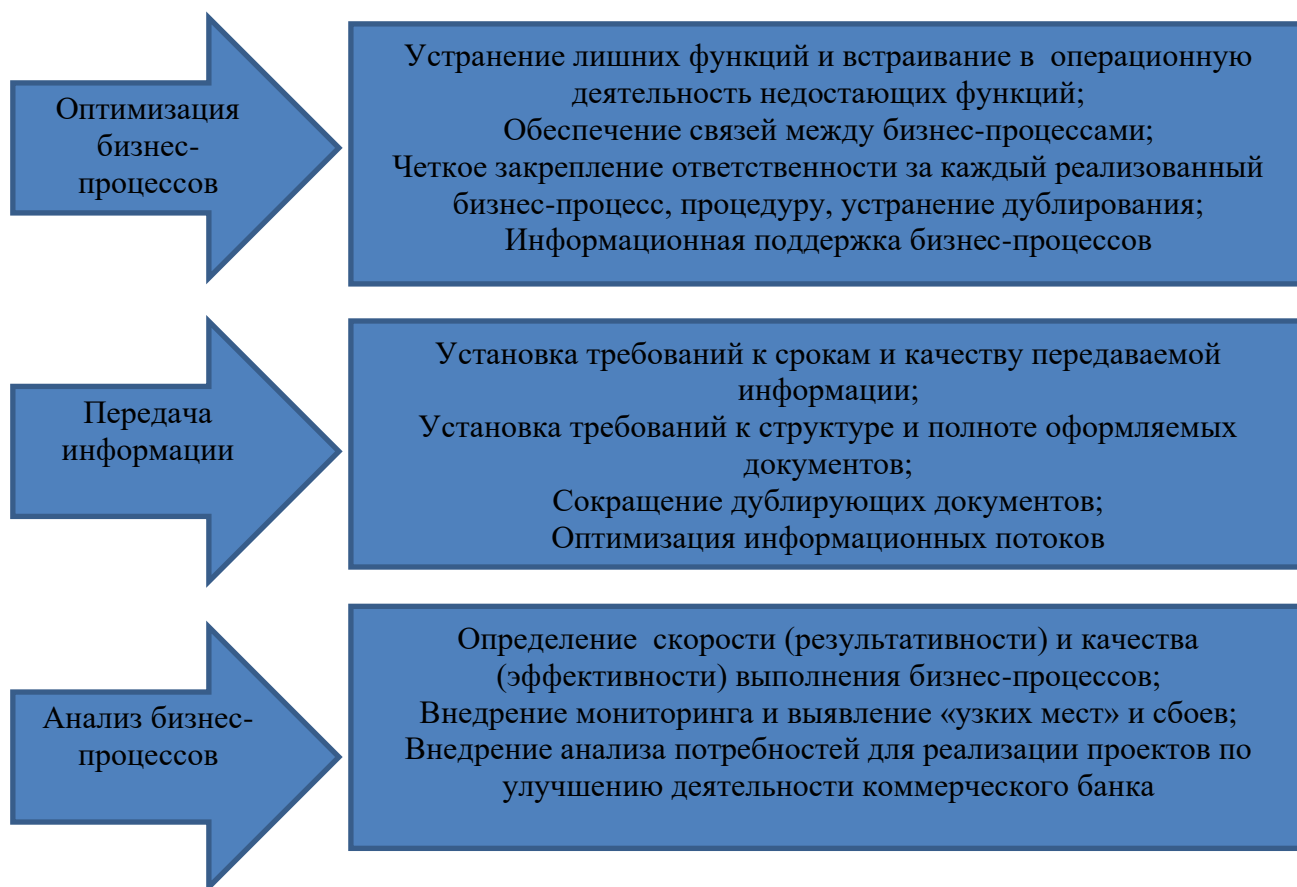 Оптимизация
бизнес-
процессов
Устранение лишних функций и встраивание в  операционную
деятельность недостающих функций;
Обеспечение связей между бизнес-процессами;
Четкое закрепление ответственности за каждый реализованный
бизнес-процесс, процедуру, устранение дублирования;
Информационная поддержка бизнес-процессов
Передача
информации
Установка требований к срокам и качеству передаваемой
информации;
Установка требований к структуре и полноте оформляемых
документов;
Сокращение дублирующих документов;
Оптимизация информационных потоков
Анализ бизнес-
процессов
Определение  скорости (результативности) и качества
(эффективности) выполнения бизнес-процессов;
Внедрение мониторинга и выявление «узких мест» и сбоев;
Внедрение анализа потребностей для реализации проектов по
улучшению деятельности коммерческого банка